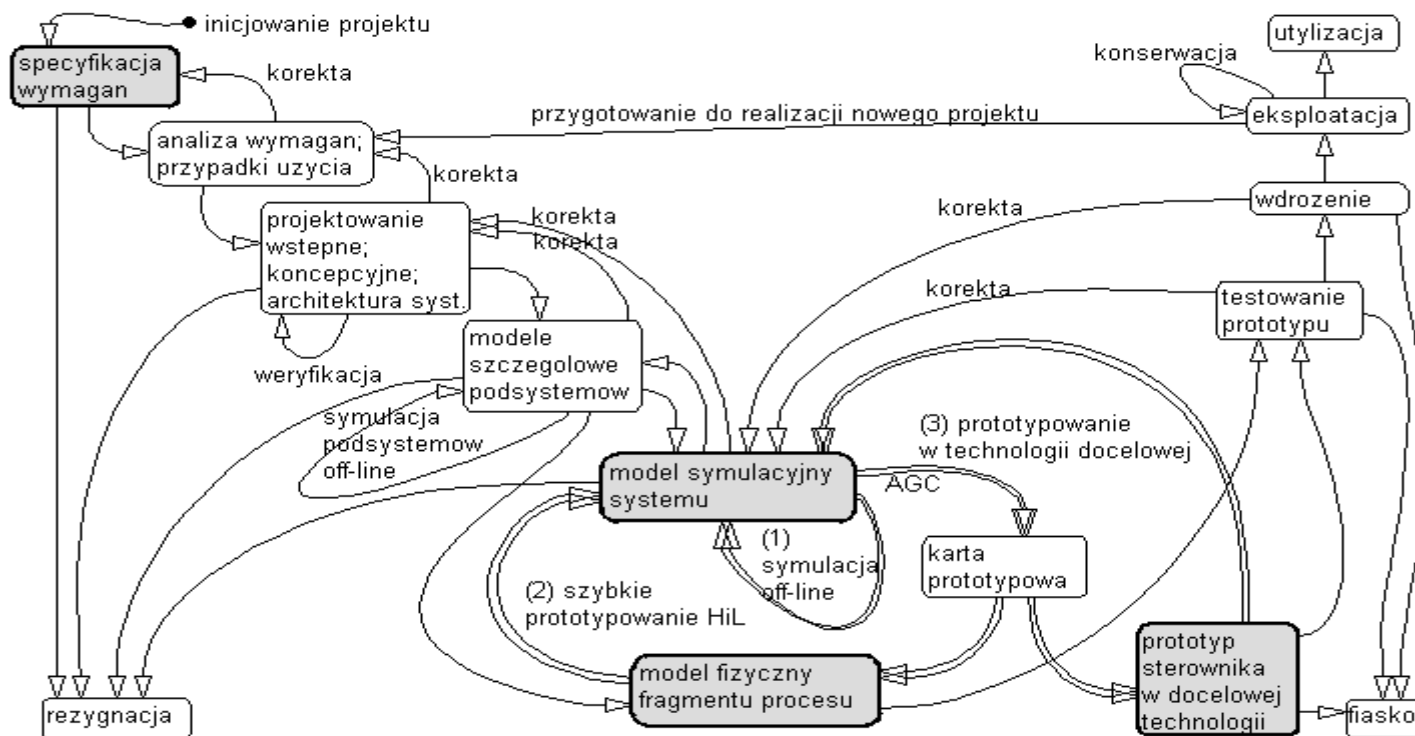 inicjowanie projektu
specyfikacja
wymagan
korekta
utylizacja
konserwacja
eksploatacja
przygotowanie do realizacji nowego projektu
analiza wymagan;
przypadki uzycia
korekta
wdrozenie
projektowanie
wstepne;
koncepcyjne;
architektura syst.
korekta
korekta
korekta
korekta
testowanie
prototypu
weryfikacja
modele
szczegolowe
podsystemow
symulacja
podsystemow
off-line
(3) prototypowanie
w technologii docelowej
model symulacyjny
systemu
AGC
(1)
symulacja
off-line
karta
prototypowa
(2) szybkie
prototypowanie HiL
model fizyczny
fragmentu procesu
prototyp
sterownika
w docelowej
technologii
rezygnacja
fiasko